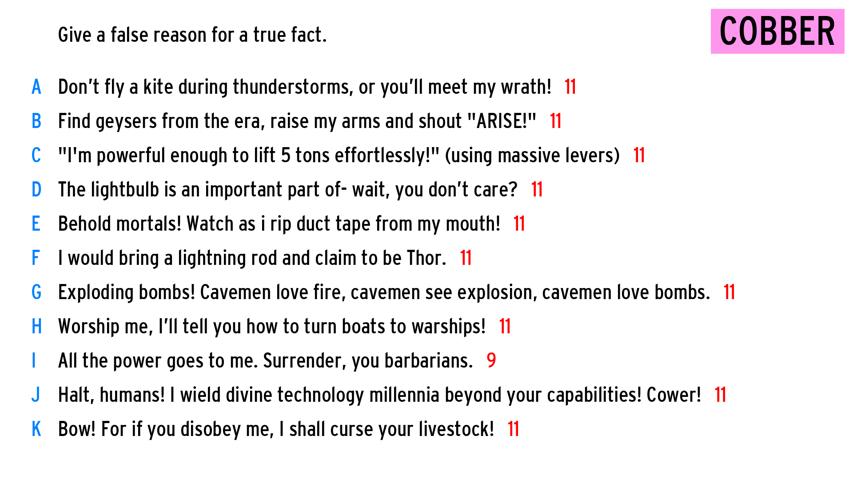 Give a false reason for a true fact.
COBBER
A Don't fly a kite during thunderstorms, or you'll meet my wrath! 11
B Find geysers from the era, raise my arms and shout "ARISE!" 11
C "I'm powerful enough to lift 5 tons effortlessly!" (using massive levers) 11
D The lightbulb is an important part of- wait, you don't care? 11
E Behold mortals! Watch as i rip duct tape from my mouth! 11
F I would bring a lightning rod and claim to be Thor. 11
G Exploding bombs! Cavemen love fire, cavemen see explosion, cavemen love bombs. 11
H Worship me, I'll tell you how to turn boats to warships! 11
I All the power goes to me. Surrender, you barbarians. 9
J Halt, humans! I wield divine technology millennia beyond your capabilities! Cower! 11
K Bow! For if you disobey me, I shall curse your livestock! 11